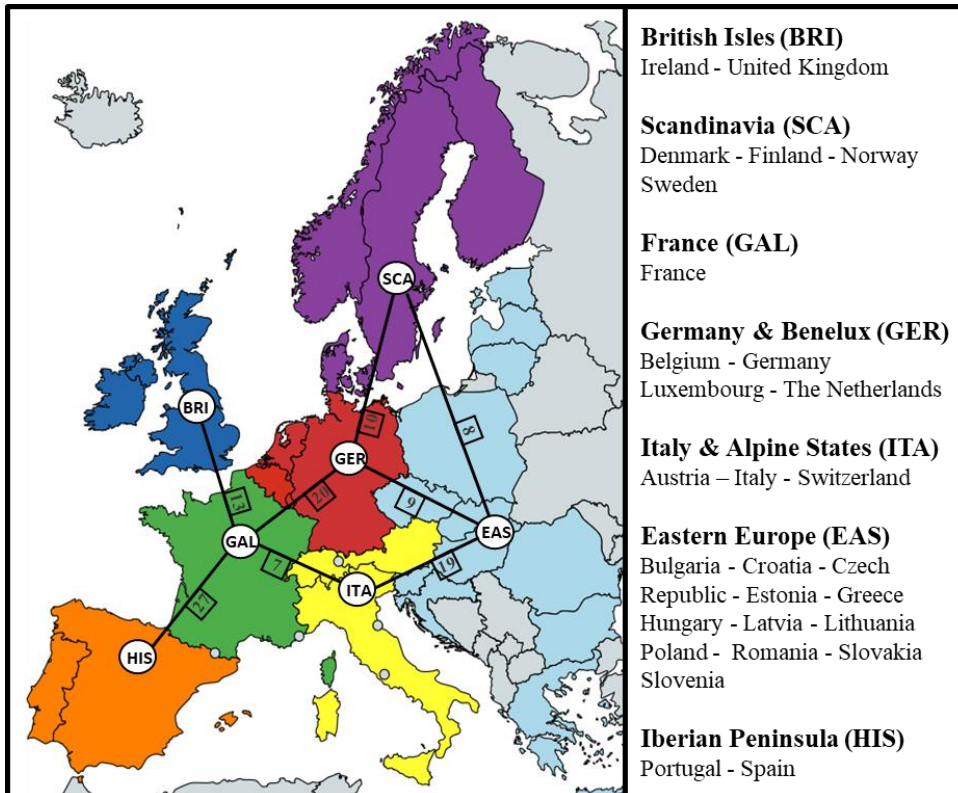 SCA
BRI
10
8
GER
20
9
13
GAL
EAS
7
19
ITA
27
HIS
British Isles (BRI)
Ireland - United Kingdom
Scandinavia (SCA)
Denmark - Finland - Norway
Sweden
France (GAL)
France
Germany & Benelux (GER)
Belgium - Germany
Luxembourg - The Netherlands
Italy & Alpine States (ITA)
Austria – Italy - Switzerland
Eastern Europe (EAS)
Bulgaria - Croatia - Czech
Republic - Estonia - Greece
Hungary - Latvia - Lithuania
Poland - Romania - Slovakia
Slovenia
Iberian Peninsula (HIS)
Portugal - Spain